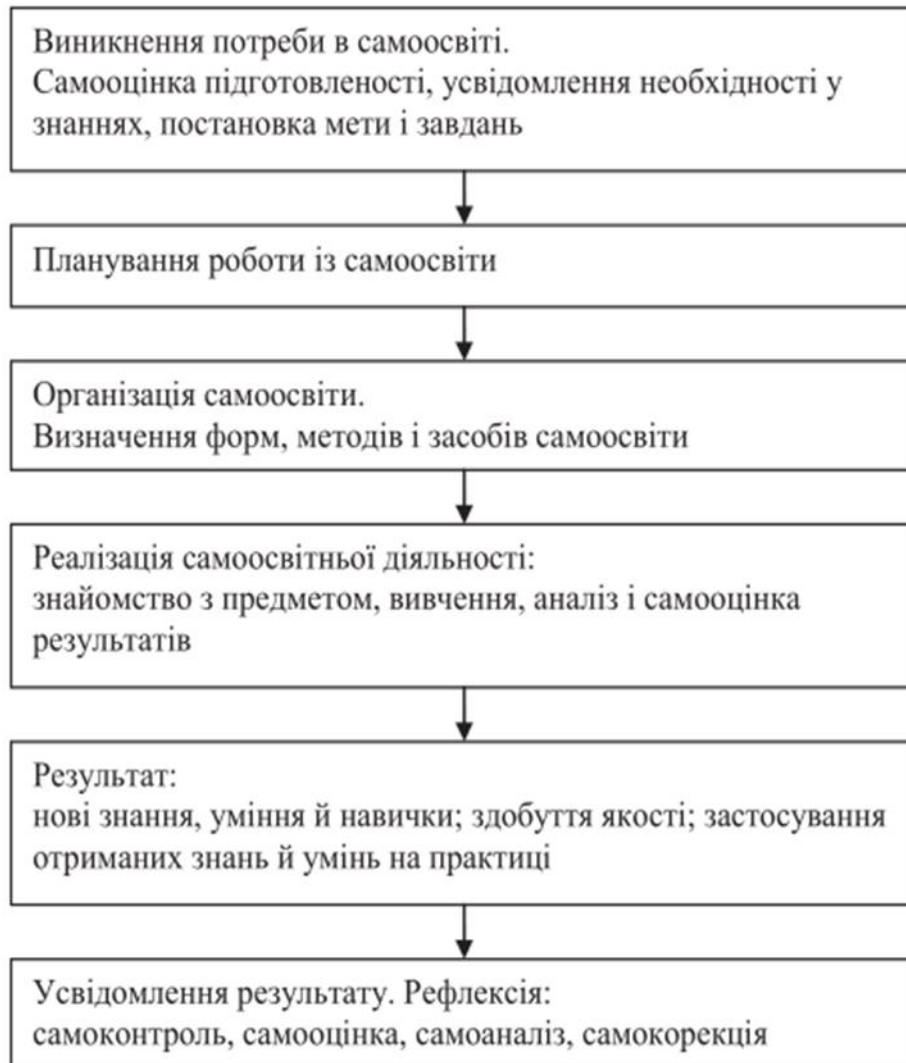 Виникнення потреби в самоосвіті.
Самооцінка підготовленості, усвідомлення необхідності у
знаннях, постановка мети і завдань
Планування роботи із самоосвіти
Організація самоосвіти.
Визначення форм, методів і засобів самоосвіти
Реалізація самоосвітньої діяльності:
знайомство з предметом, вивчення, аналіз і самооцінка
результатів
Результат:
нові знання, уміння й навички; здобуття якості; застосування
отриманих знань й умінь на практиці
Усвідомлення результату. Рефлексія:
самоконтроль, самооцінка, самоаналіз, самокорекція